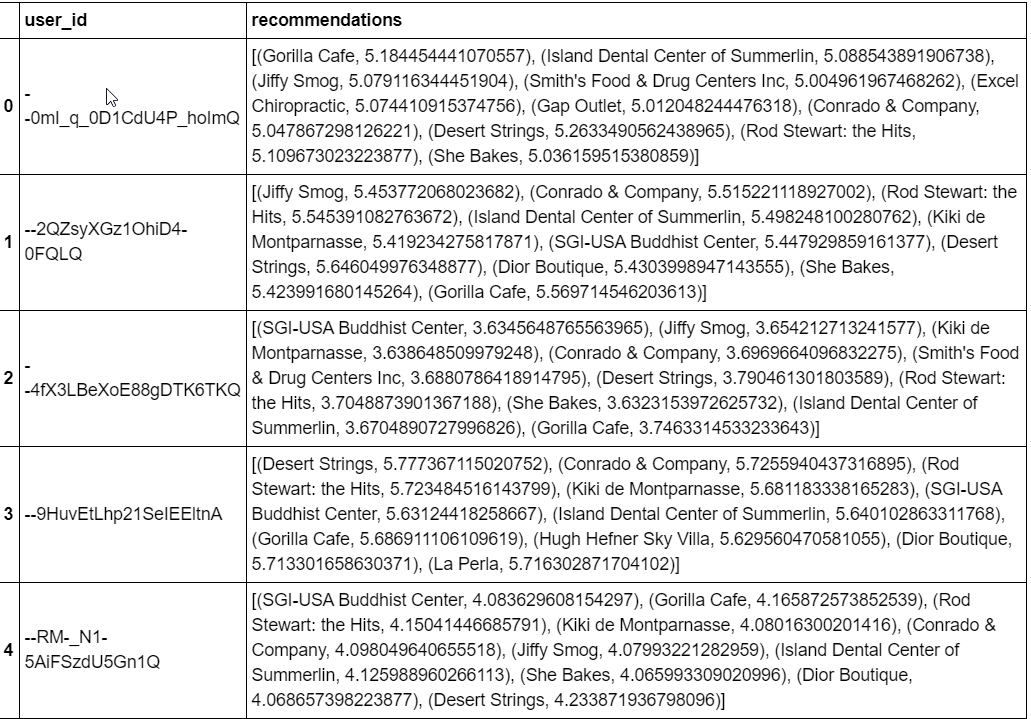 user_id recommendations
[(Gorilla Cafe, 5.184454441070557), (Island Dental Center of Summerlin, 5.088543891906738),
(Jiffy Smog, 5.079116344451904), (Smith's Food & Drug Centers Inc, 5.004961967468262), (Excel
0 - Chiropractic, 5.074410915374756), (Gap Outlet, 5.012048244476318), (Conrado & Company,
-0mI_q_0D1CdU4P_hoImQ 5.047867298126221), (Desert Strings, 5.2633490562438965), (Rod Stewart: the Hits,
5.109673023223877), (She Bakes, 5.036159515380859)]
[(Jiffy Smog, 5.453772068023682), (Conrado & Company, 5.515221118927002), (Rod Stewart: the
--2QZsyXGz1OhiD4- Hits, 5.545391082763672), (Island Dental Center of Summerlin, 5.498248100280762), (Kiki de
1 0FQLQ Montparnasse, 5.419234275817871), (SGI-USA Buddhist Center, 5.447929859161377), (Desert
Strings, 5.646049976348877), (Dior Boutique, 5.4303998947143555), (She Bakes,
5.423991680145264), (Gorilla Cafe, 5.569714546203613)]
[(SGI-USA Buddhist Center, 3.6345648765563965), (Jiffy Smog, 3.654212713241577), (Kiki de
- Montparnasse, 3.638648509979248), (Conrado & Company, 3.6969664096832275), (Smith's Food
2 -4fX3LBeXoE88gDTK6TKQ & Drug Centers Inc, 3.6880786418914795), (Desert Strings, 3.790461301803589), (Rod Stewart:
the Hits, 3.7048873901367188), (She Bakes, 3.6323153972625732), (Island Dental Center of
Summerlin, 3.6704890727996826), (Gorilla Cafe, 3.7463314533233643)]
[(Desert Strings, 5.777367115020752), (Conrado & Company, 5.7255940437316895), (Rod
Stewart: the Hits, 5.723484516143799), (Kiki de Montparnasse, 5.681183338165283), (SGI-USA
3 --9HuvEtLhp21SeIEEltnA Buddhist Center, 5.63124418258667), (Island Dental Center of Summerlin, 5.640102863311768),
(Gorilla Cafe, 5.686911106109619), (Hugh Hefner Sky Villa, 5.629560470581055), (Dior Boutique,
5.713301658630371), (La Perla, 5.716302871704102)]
[(SGI-USA Buddhist Center, 4.083629608154297), (Gorilla Cafe, 4.165872573852539), (Rod
--RM-_N1- Stewart: the Hits, 4.15041446685791), (Kiki de Montparnasse, 4.08016300201416), (Conrado &
4 5AiFSzdU5Gn1Q Company, 4.098049640655518), (Jiffy Smog, 4.07993221282959), (Island Dental Center of
Summerlin, 4.125988960266113), (She Bakes, 4.065993309020996), (Dior Boutique,
4.068657398223877), (Desert Strings, 4.233871936798096)]